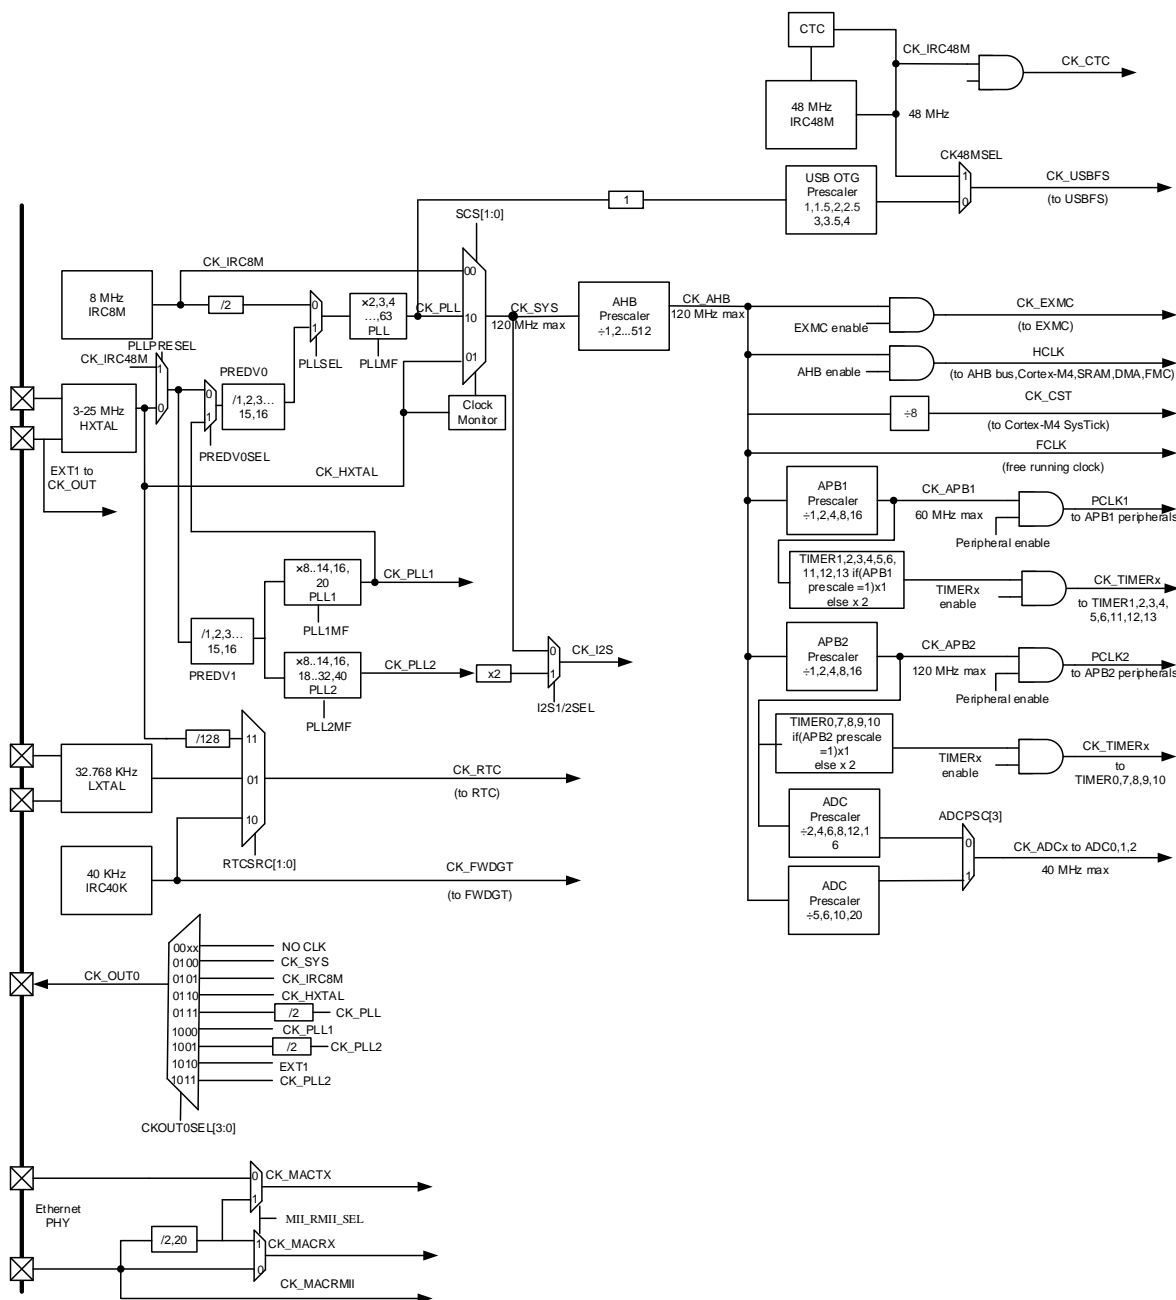 CTC
CK_IRC48M
CK_CTC
48 MHz
IRC48M
48 MHz
CK48MSEL
1
0
CK_USBFS
(to USBFS)
USB OTG
Prescaler
1,1.5,2,2.5
3,3.5,4
1
SCS[1:0]
CK_IRC8M
00
8 MHz
IRC8M
/2
0
1
PLLSEL
×2,3,4
…,63
PLL
PLLMF
CK_PLL
10
01
CK_SYS
120 MHz max
AHB
Prescaler
÷1,2...512
CK_AHB
120 MHz max
EXMC enable
CK_EXMC
(to EXMC)
AHB enable
HCLK
(to AHB bus,Cortex-M4,SRAM,DMA,FMC)
÷8
CK_CST
(to Cortex-M4 SysTick)
FCLK
(free running clock)
PLLPRESEL
CK_IRC48M
1
0
3-25 MHz
HXTAL
PREDV0
0
1
/1,2,3…
15,16
PREDV0SEL
Clock
Monitor
EXT1 to
CK_OUT
CK_HXTAL
APB1
Prescaler
÷1,2,4,8,16
CK_APB1
60 MHz max
Peripheral enable
PCLK1
to APB1 peripherals
TIMER1,2,3,4,5,6,
11,12,13 if(APB1
prescale =1)x1
else x 2
TIMERx
enable
CK_TIMERx
to TIMER1,2,3,4,
5,6,11,12,13
×8..14,16,
20
PLL1
PLL1MF
CK_PLL1
/1,2,3…
15,16
PREDV1
×8..14,16,
18..32,40
PLL2
PLL2MF
CK_PLL2
x2
0
1
CK_I2S
I2S1/2SEL
APB2
Prescaler
÷1,2,4,8,16
CK_APB2
120 MHz max
Peripheral enable
PCLK2
to APB2 peripherals
TIMER0,7,8,9,10
if(APB2 prescale
=1)x1
else x 2
TIMERx
enable
CK_TIMERx
to
TIMER0,7,8,9,10
/128
11
01
10
RTCSRC[1:0]
32.768 KHz
LXTAL
CK_RTC
(to RTC)
40 KHz
IRC40K
CK_FWDGT
(to FWDGT)
ADC
Prescaler
÷2,4,6,8,12,1
6
ADCPSC[3]
0
1
CK_ADCx to ADC0,1,2
40 MHz max
ADC
Prescaler
÷5,6,10,20
CK_OUT0
00xx
NO CLK
0100
CK_SYS
0101
CK_IRC8M
0110
CK_HXTAL
0111
/2
CK_PLL
1000
CK_PLL1
1001
/2
CK_PLL2
1010
EXT1
1011
CK_PLL2
CKOUT0SEL[3:0]
0
1
CK_MACTX
Ethernet
PHY
MII_RMII_SEL
/2,20
1
0
CK_MACRX
CK_MACRMII